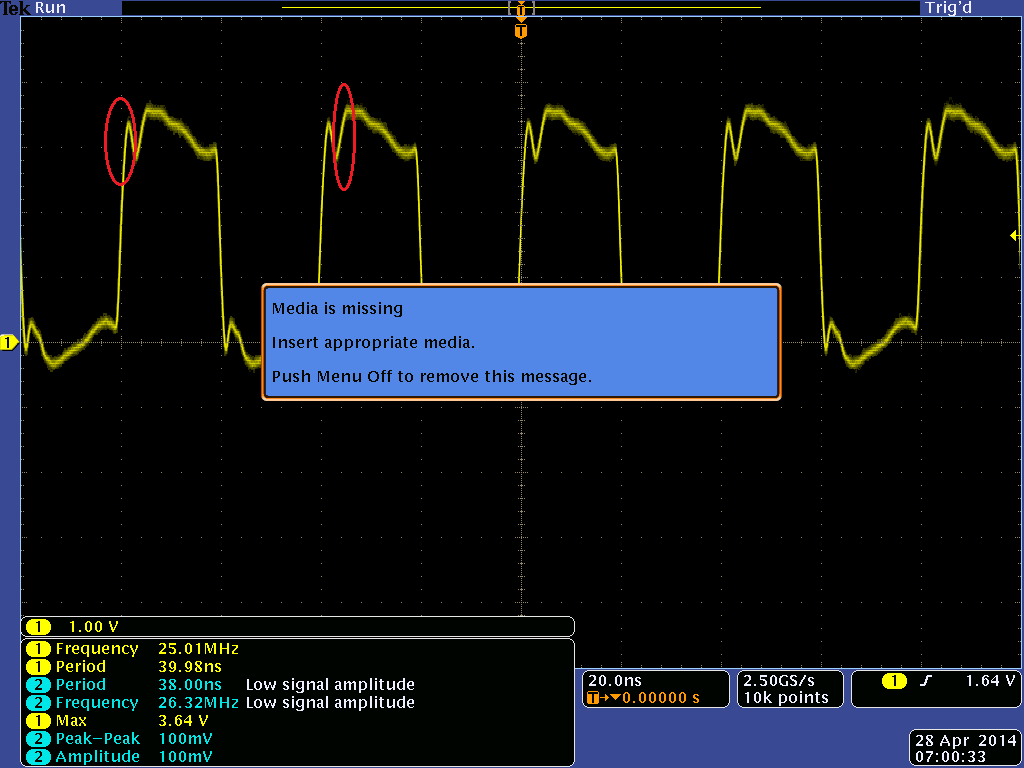 Tek Run Trig'd
T
T
1
Media is missing
Insert appropriate media.
Push Menu Off to remove this message.
1 1.00 V
1 Frequency 25.01MHz
1 Period 39.98ns
2 Period 38.00ns Low signal amplitude
2 Frequency 26.32MHz Low signal amplitude
1 Max 3.64 V
2 Peak−Peak 100mV
2 Amplitude 100mV
20.0ns
T→▼0.00000 s
2.50GS/s
10k points
1 1.64 V
28 Apr 2014
07:00:33